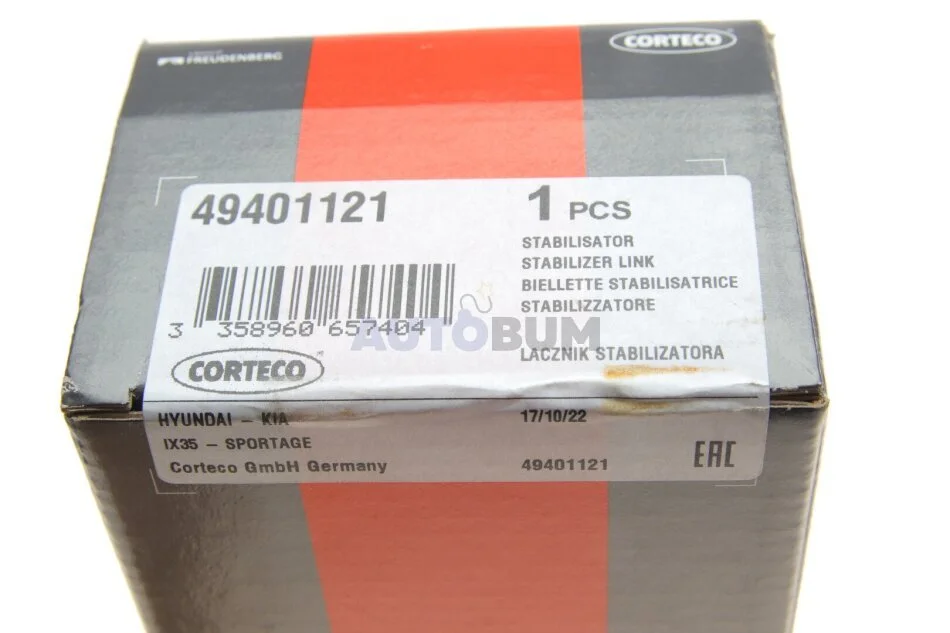 FREUDENBERG
CORTECO
49401121
1 PCS
STABILISATOR
STABILIZER LINK
BIELLETTE STABILISATRICE
STABILIZZATORE
3 358960 657404
AUTOBUM
LACZNIK STABILIZATORA
CORTECO
HYUNDAI - KIA
17/10/22
IX35 - SPORTAGE
Corteco GmbH Germany
49401121
EAC